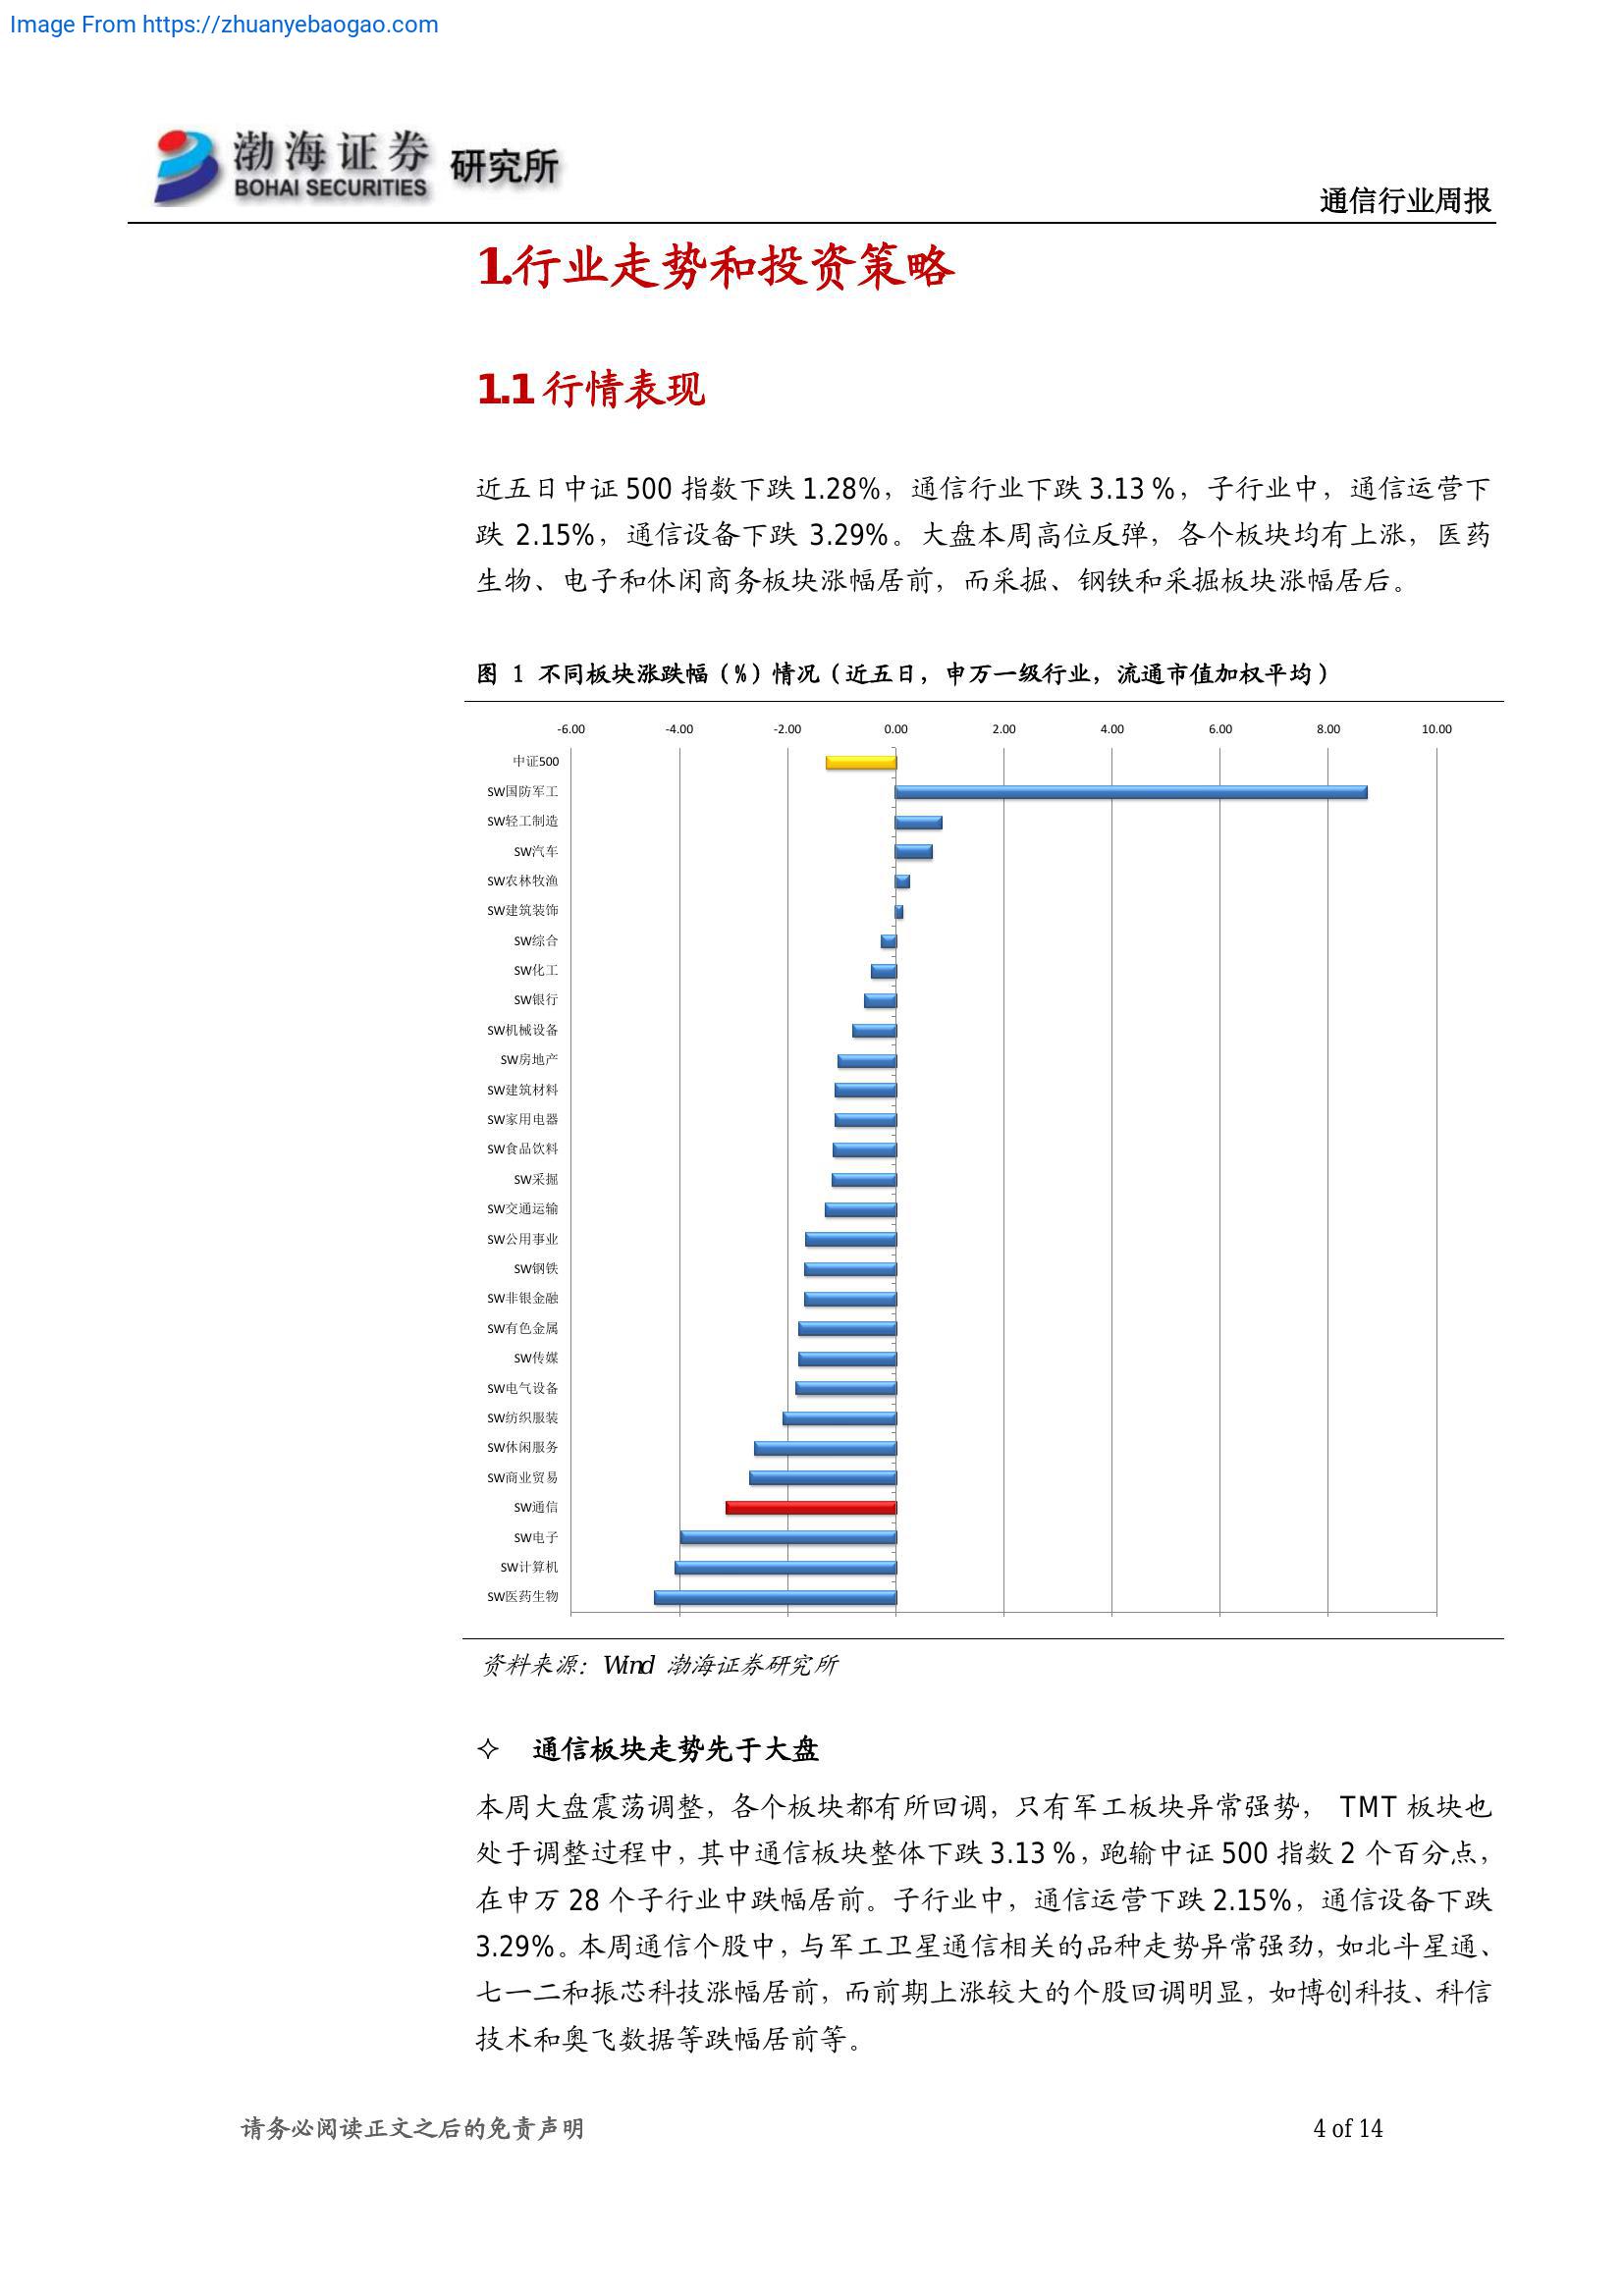 Image From https://zhuanyebaogao.com
渤海证券 研究所
BOHAI SECURITIES
通信行业周报
1.行业走势和投资策略
1.1 行情表现
近五日中证 500 指数下跌 1.28%，通信行业下跌 3.13 %，子行业中，通信运营下
跌 2.15%，通信设备下跌 3.29%。大盘本周高位反弹，各个板块均有上涨，医药
生物、电子和休闲商务板块涨幅居前，而采掘、钢铁和采掘板块涨幅居后。
图 1 不同板块涨跌幅（%）情况（近五日，申万一级行业，流通市值加权平均）
-6.00 -4.00 -2.00 0.00 2.00 4.00 6.00 8.00 10.00
中证500
SW国防军工
SW轻工制造
SW汽车
SW农林牧渔
SW建筑装饰
SW综合
SW化工
SW银行
SW机械设备
SW房地产
SW建筑材料
SW家用电器
SW食品饮料
SW采掘
SW交通运输
SW公用事业
SW钢铁
SW非银金融
SW有色金属
SW传媒
SW电气设备
SW纺织服装
SW休闲服务
SW商业贸易
SW通信
SW电子
SW计算机
SW医药生物
资料来源：Wind 渤海证券研究所
✧ 通信板块走势先于大盘
本周大盘震荡调整，各个板块都有所回调，只有军工板块异常强势， TMT 板块也
处于调整过程中，其中通信板块整体下跌 3.13 %，跑输中证 500 指数 2 个百分点，
在申万 28 个子行业中跌幅居前。子行业中，通信运营下跌 2.15%，通信设备下跌
3.29%。本周通信个股中，与军工卫星通信相关的品种走势异常强劲，如北斗星通、
七一二和振芯科技涨幅居前，而前期上涨较大的个股回调明显，如博创科技、科信
技术和奥飞数据等跌幅居前等。
请务必阅读正文之后的免责声明
4 of 14